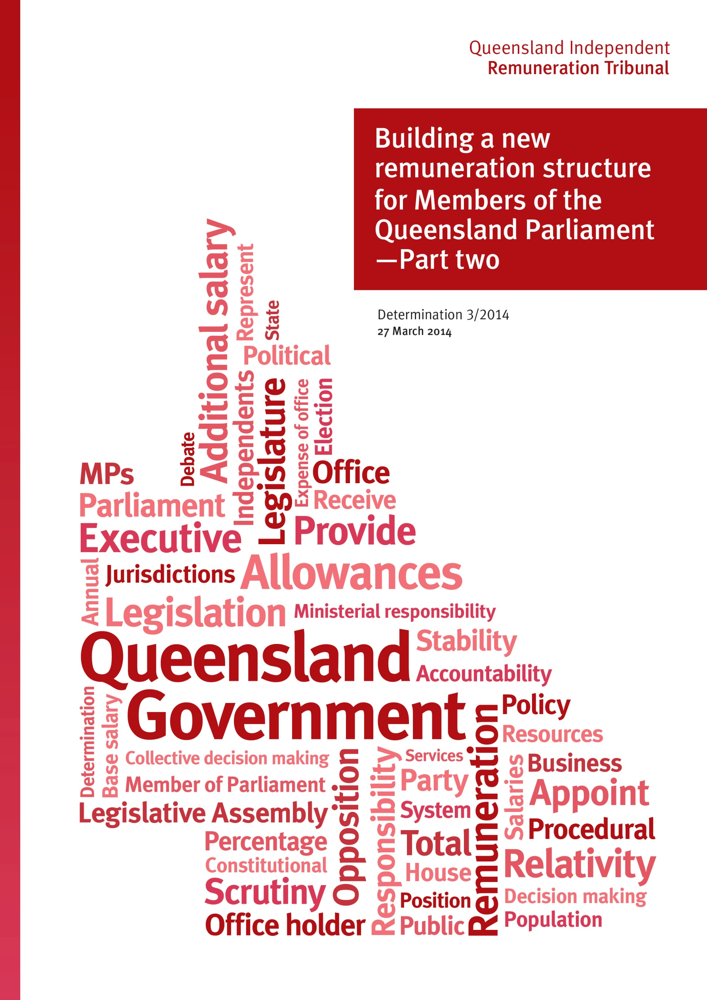 Queensland Independent
Remuneration Tribunal
Building a new
remuneration structure
for Members of the
Queensland Parliament
—Part two
Determination 3/2014
27 March 2014
Additional salary
Represent
State
Political
Independents
Legislature
Expense of office
Election
Debate
MPs
Office
Parliament
Receive
Executive
Provide
Annual
Jurisdictions
Allowances
Legislation
Ministerial responsibility
Queensland
Stability
Accountability
Determination
Base salary
Government
Remuneration
Policy
Resources
Collective decision making
Opposition
Responsibility
Services
Salaries
Business
Member of Parliament
Party
Appoint
Legislative Assembly
System
Procedural
Percentage
Total
Constitutional
House
Relativity
Scrutiny
Position
Decision making
Office holder
Public
Population